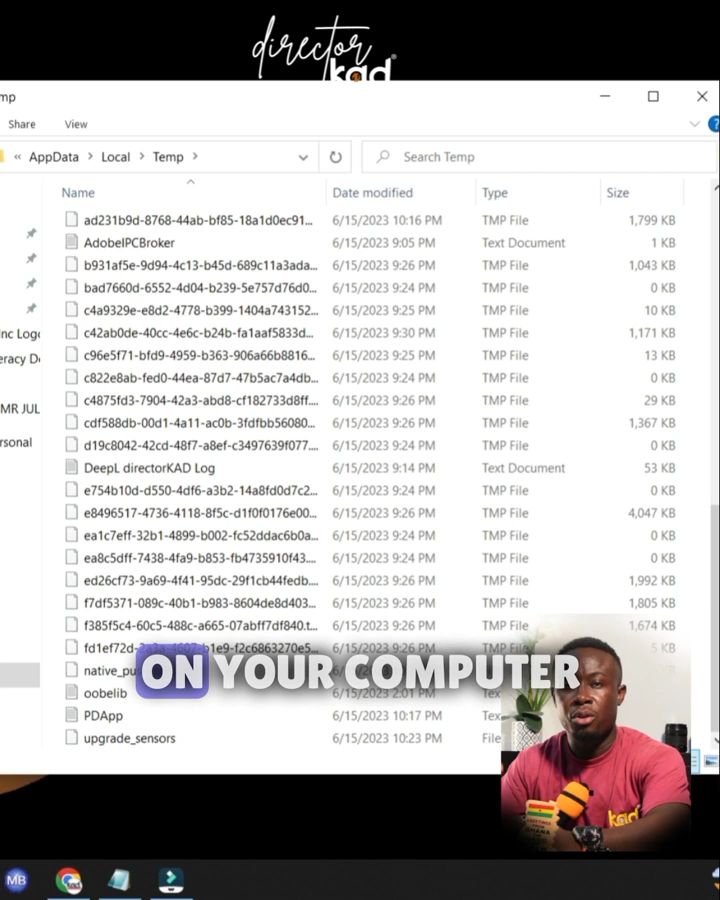 director
kad®
mp
Share View
« AppData > Local > Temp > Search Temp
Name Date modified Type Size
ad231b9d-8768-44ab-bf85-18a1d0ec91... 6/15/2023 10:16 PM TMP File 1,799 KB
AdobeIPCBroker 6/15/2023 9:05 PM Text Document 1 KB
b931af5e-9d94-4c13-b45d-689c11a3ada... 6/15/2023 9:26 PM TMP File 1,043 KB
bad7660d-6552-4d04-b239-5e757d76d0... 6/15/2023 9:24 PM TMP File 0 KB
c4a9329e-e8d2-4778-b399-1404a743152... 6/15/2023 9:25 PM TMP File 10 KB
c42ab0de-40cc-4e6c-b24b-fa1aaf5833d... 6/15/2023 9:30 PM TMP File 1,171 KB
c96e5f71-bfd9-4959-b363-906a66b8816... 6/15/2023 9:25 PM TMP File 13 KB
c822e8ab-fed0-44ea-87d7-47b5ac7a4db... 6/15/2023 9:24 PM TMP File 0 KB
c4875fd3-7904-42a3-abd8-cf182733d8ff.... 6/15/2023 9:26 PM TMP File 29 KB
cdf588db-00d1-4a11-ac0b-3fdfbb56080... 6/15/2023 9:26 PM TMP File 1,367 KB
d19c8042-42cd-48f7-a8ef-c3497639f077.... 6/15/2023 9:24 PM TMP File 0 KB
DeepL directorKAD Log 6/15/2023 9:14 PM Text Document 53 KB
e754b10d-d550-4df6-a3b2-14a8fd0d7c2... 6/15/2023 9:24 PM TMP File 0 KB
e8496517-4736-4118-8f5c-d1f0f0176e00... 6/15/2023 9:26 PM TMP File 4,047 KB
ea1c7eff-32b1-4899-b002-fc52ddac6b0a... 6/15/2023 9:24 PM TMP File 0 KB
ea8c5dff-7438-4fa9-b853-fb4735910f43.... 6/15/2023 9:24 PM TMP File 0 KB
ed26cf73-9a69-4f41-95dc-29f1cb44fedb.... 6/15/2023 9:26 PM TMP File 1,992 KB
f7df5371-089c-40b1-b983-8604de8d403... 6/15/2023 9:26 PM TMP File 1,805 KB
f385f5c4-60c5-488c-a665-07abff7df840.t... 6/15/2023 9:26 PM TMP File 1,674 KB
5 KB
native_pu
ON YOUR COMPUTER
oobelib 6/15/2023 2:01 PM Tex
PDApp 6/15/2023 10:17 PM Tex
upgrade_sensors 6/15/2023 10:23 PM File
nc Logo
eracy De
MR JUL
rsonal
kad
GHANA
MB
kad